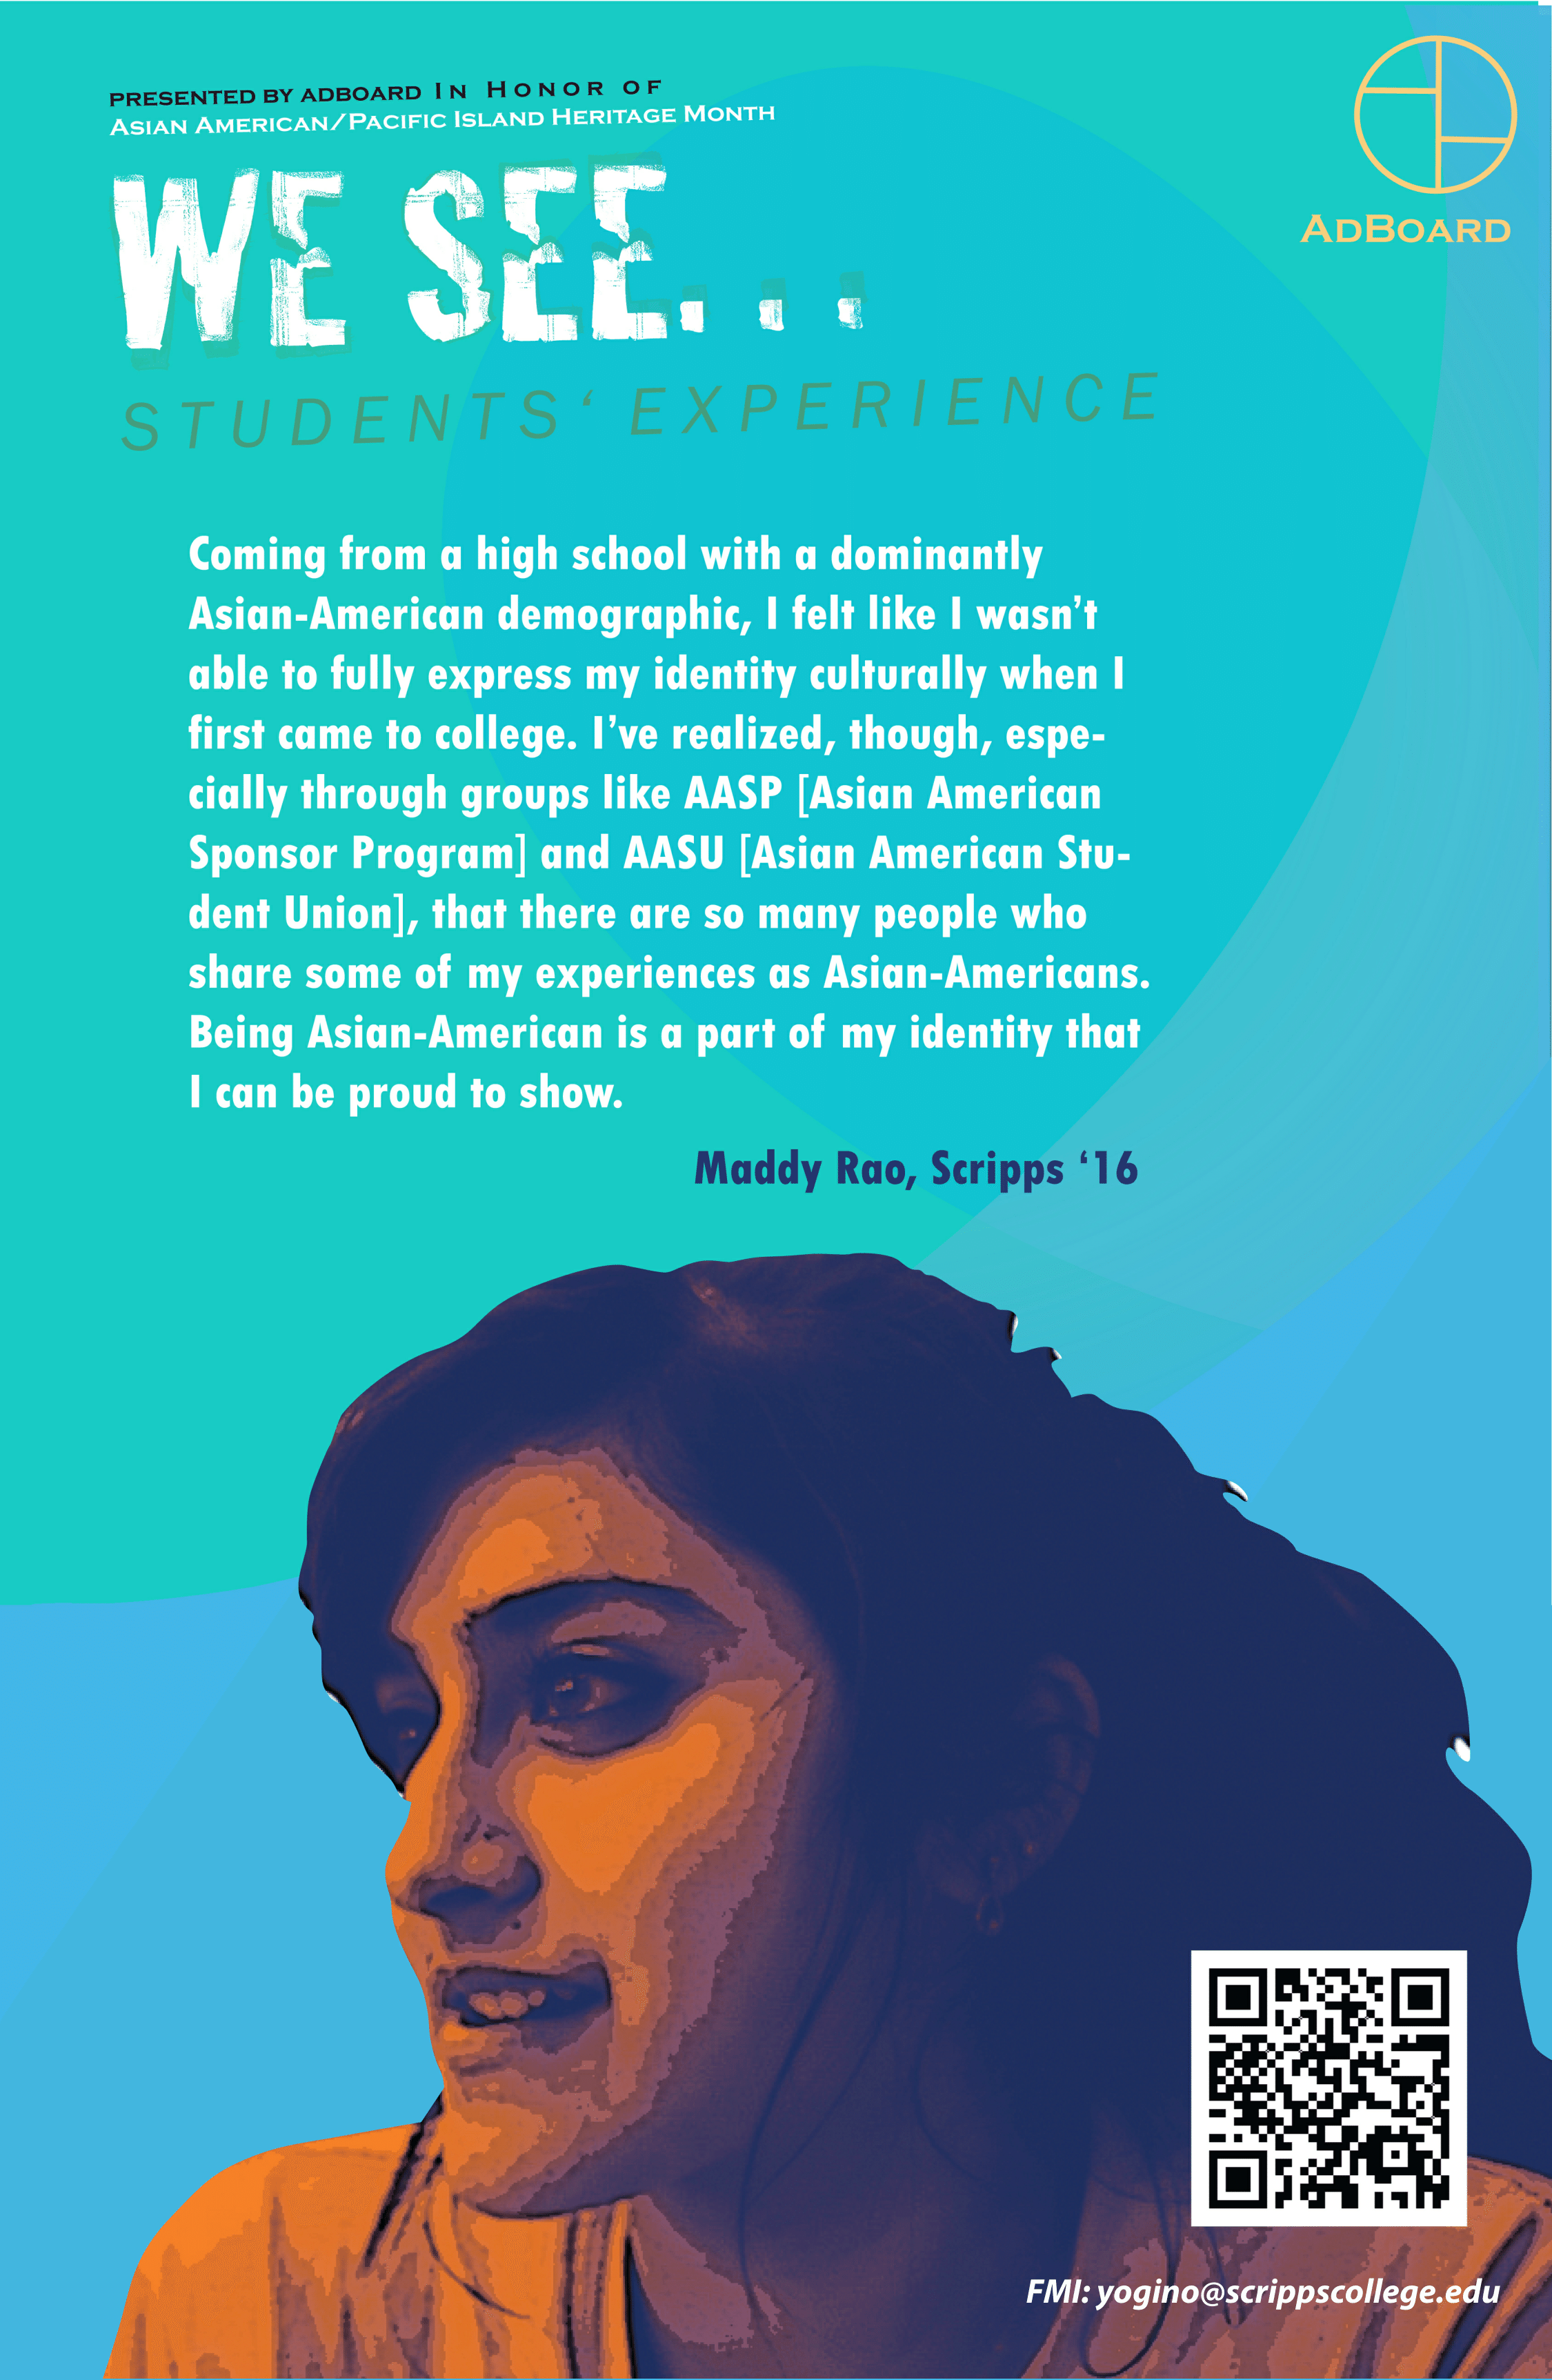 PRESENTED BY ADBOARD IN HONOR OF
ASIAN AMERICAN/PACIFIC ISLAND HERITAGE MONTH
ADBOARD
WE SEE...
STUDENTS‘ EXPERIENCE
Coming from a high school with a dominantly
Asian-American demographic, I felt like I wasn’t
able to fully express my identity culturally when I
first came to college. I’ve realized, though, espe-
cially through groups like AASP [Asian American
Sponsor Program] and AASU [Asian American Stu-
dent Union], that there are so many people who
share some of my experiences as Asian-Americans.
Being Asian-American is a part of my identity that
I can be proud to show.
Maddy Rao, Scripps ‘16
FMI: yogino@scrippscollege.edu